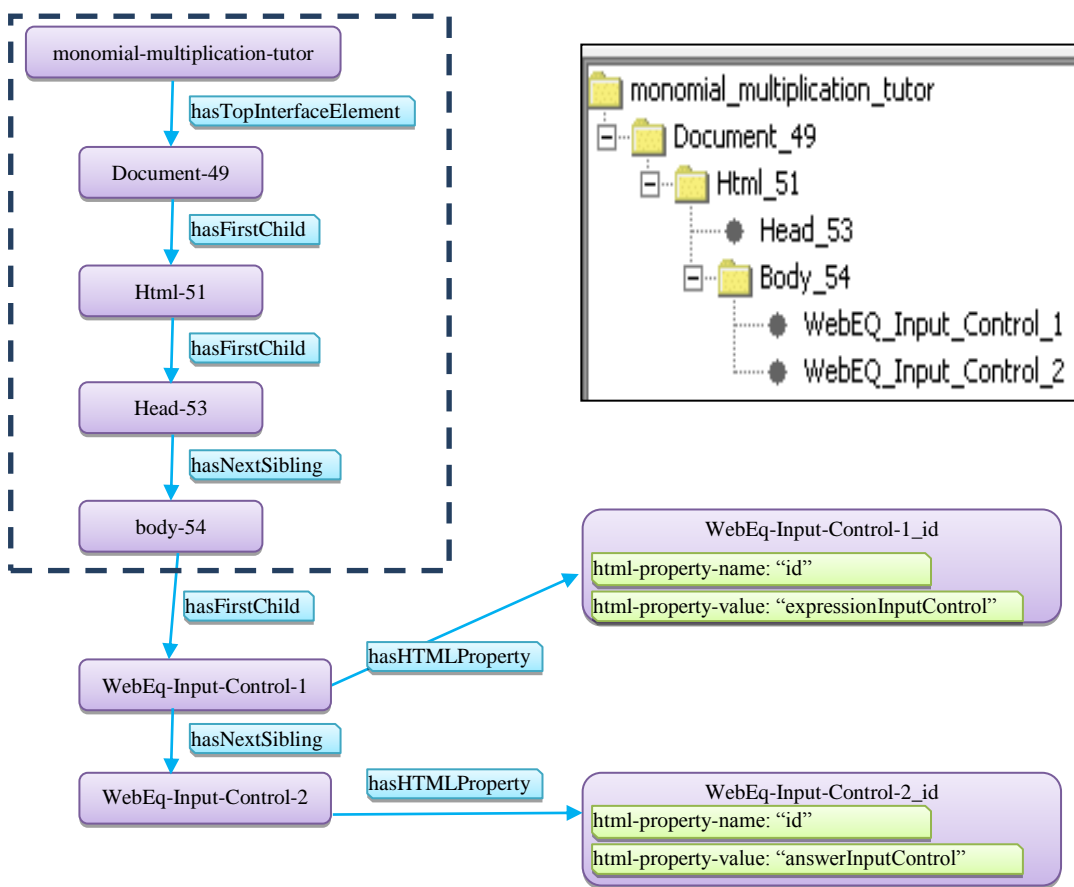 monomial-multiplication-tutor
hasTopInterfaceElement
Document-49
hasFirstChild
Html-51
hasFirstChild
Head-53
hasNextSibling
body-54
hasFirstChild
WebEq-Input-Control-1
hasHTMLProperty
hasNextSibling
WebEq-Input-Control-2
hasHTMLProperty
monomial_multiplication_tutor
Document_49
Html_51
Head_53
Body_54
WebEQ_Input_Control_1
WebEQ_Input_Control_2
WebEq-Input-Control-1_id
html-property-name: “id”
html-property-value: “expressionInputControl”
WebEq-Input-Control-2_id
html-property-name: “id”
html-property-value: “answerInputControl”